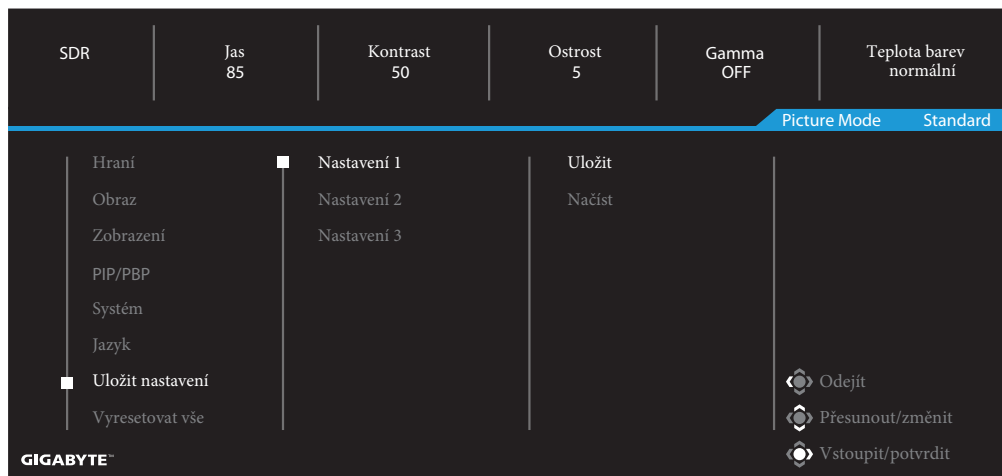 SDR
Jas
85
Kontrast
50
Ostrost
5
Gamma
OFF
Teplota barev
normální
Picture Mode Standard
Hraní
Obraz
Zobrazení
PIP/PBP
Systém
Jazyk
Uložit nastavení
Vyresetovat vše
Nastavení 1
Nastavení 2
Nastavení 3
Uložit
Načíst
Odejít
Přesunout/změnit
Vstoupit/potvrdit
GIGABYTE™